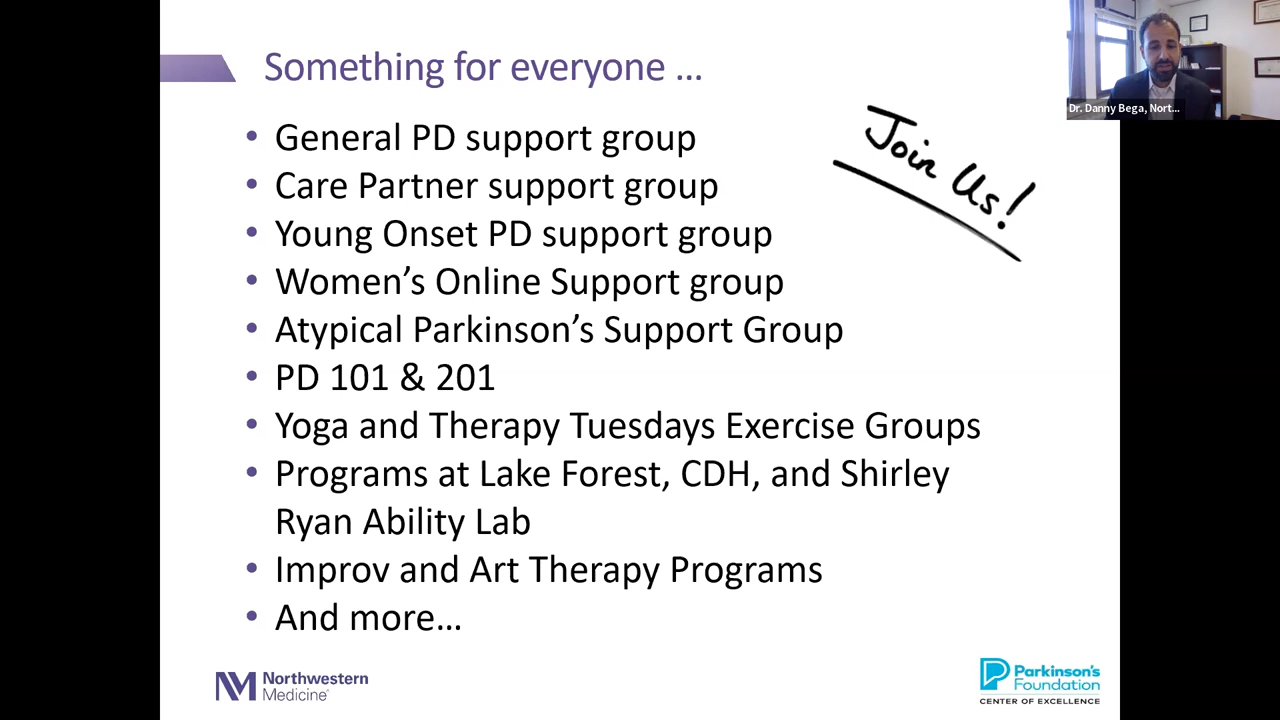 Something for everyone ...
Dr. Danny Bega, Nort...
Join Us!
• General PD support group
• Care Partner support group
• Young Onset PD support group
• Women’s Online Support group
• Atypical Parkinson’s Support Group
• PD 101 & 201
• Yoga and Therapy Tuesdays Exercise Groups
• Programs at Lake Forest, CDH, and Shirley
Ryan Ability Lab
• Improv and Art Therapy Programs
• And more…
NM Northwestern
Medicine®
Parkinson's
Foundation
CENTER OF EXCELLENCE